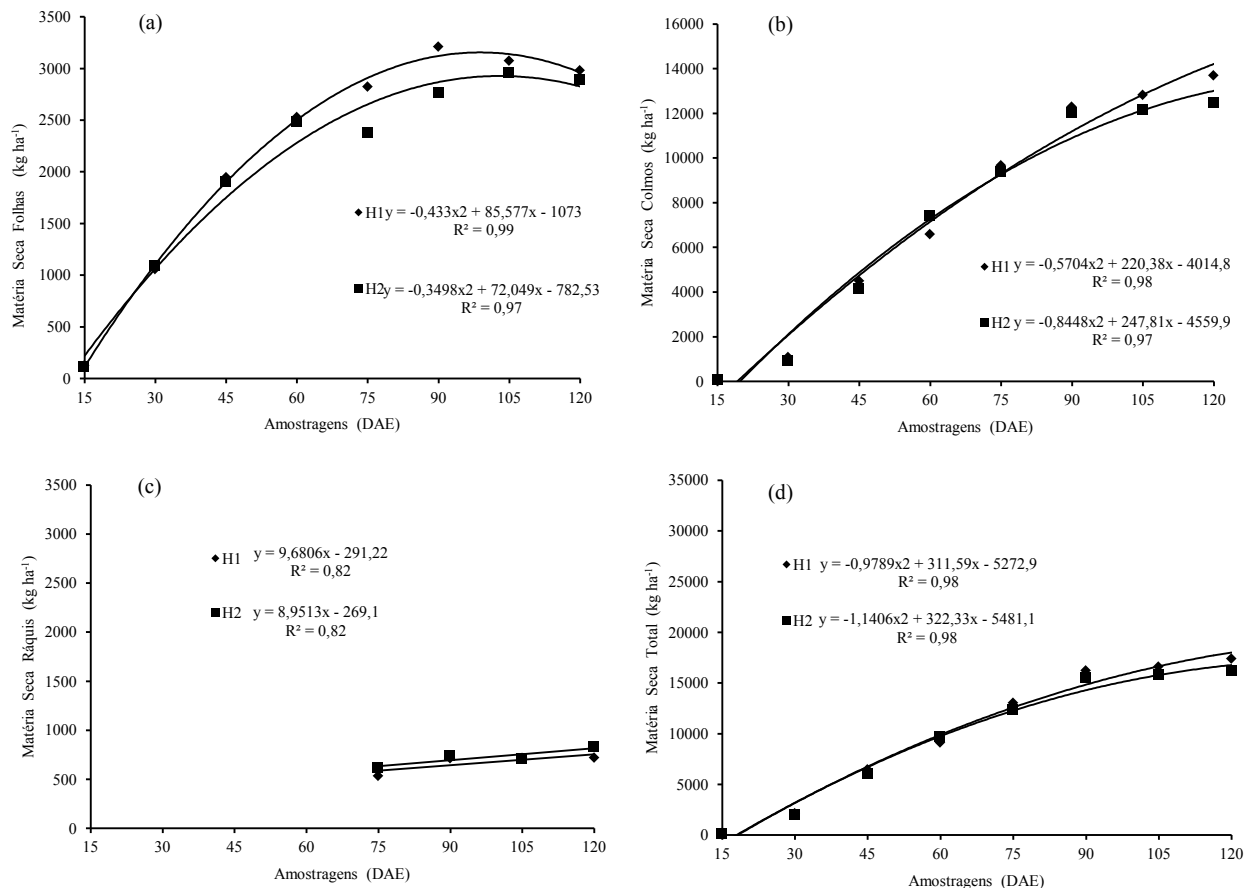 (a)
Matéria Seca Folhas (kg ha⁻¹)
3500
3000
2500
2000
1500
1000
500
0
H1 y = -0,433x2 + 85,577x - 1073
R² = 0,99
H2 y = -0,3498x2 + 72,049x - 782,53
R² = 0,97
15 30 45 60 75 90 105 120
Amostragens (DAE)
(b)
Matéria Seca Colmos (kg ha⁻¹)
16000
14000
12000
10000
8000
6000
4000
2000
0
H1 y = -0,5704x2 + 220,38x - 4014,8
R² = 0,98
H2 y = -0,8448x2 + 247,81x - 4559,9
R² = 0,97
15 30 45 60 75 90 105 120
Amostragens (DAE)
(c)
Matéria Seca Ráquis (kg ha⁻¹)
3500
3000
2500
2000
1500
1000
500
0
H1 y = 9,6806x - 291,22
R² = 0,82
H2 y = 8,9513x - 269,1
R² = 0,82
15 30 45 60 75 90 105 120
Amostragens (DAE)
(d)
Matéria Seca Total (kg ha⁻¹)
35000
30000
25000
20000
15000
10000
5000
0
H1 y = -0,9789x2 + 311,59x - 5272,9
R² = 0,98
H2 y = -1,1406x2 + 322,33x - 5481,1
R² = 0,98
15 30 45 60 75 90 105 120
Amostragens (DAE)